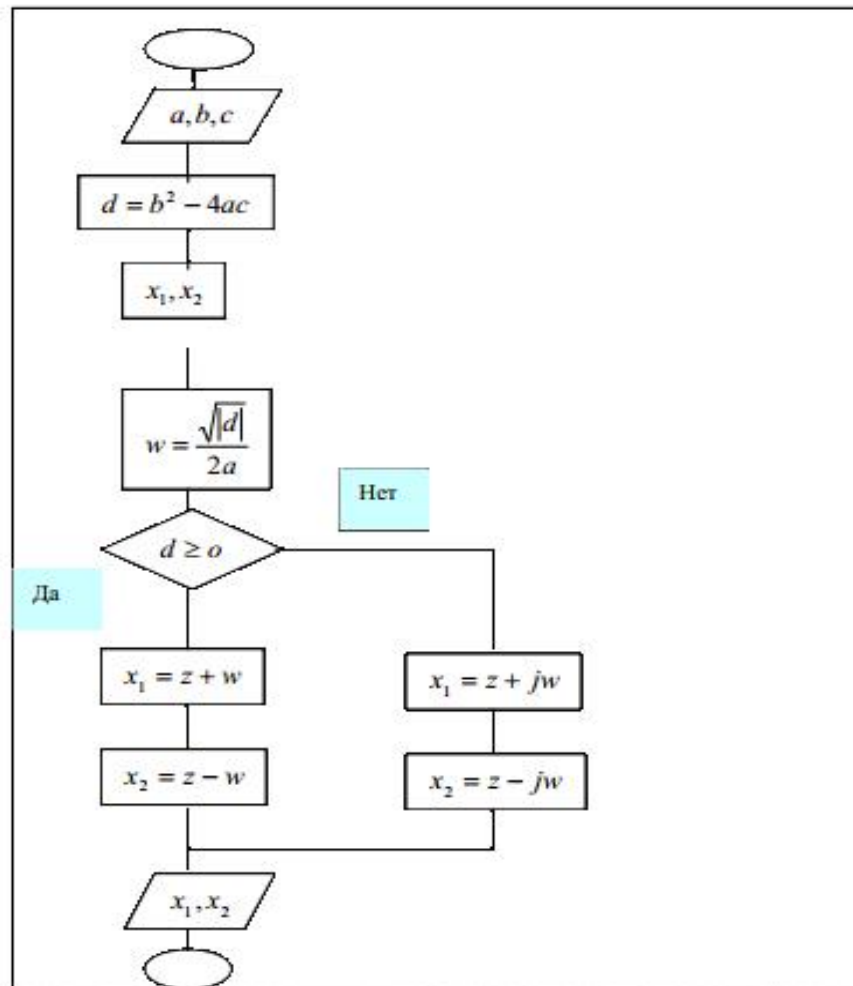 a, b, c
d = b² − 4ac
x₁, x₂
w = √|d| / 2a
Нет
d ≥ o
Да
x₁ = z + w
x₁ = z + jw
x₂ = z − w
x₂ = z − jw
x₁, x₂